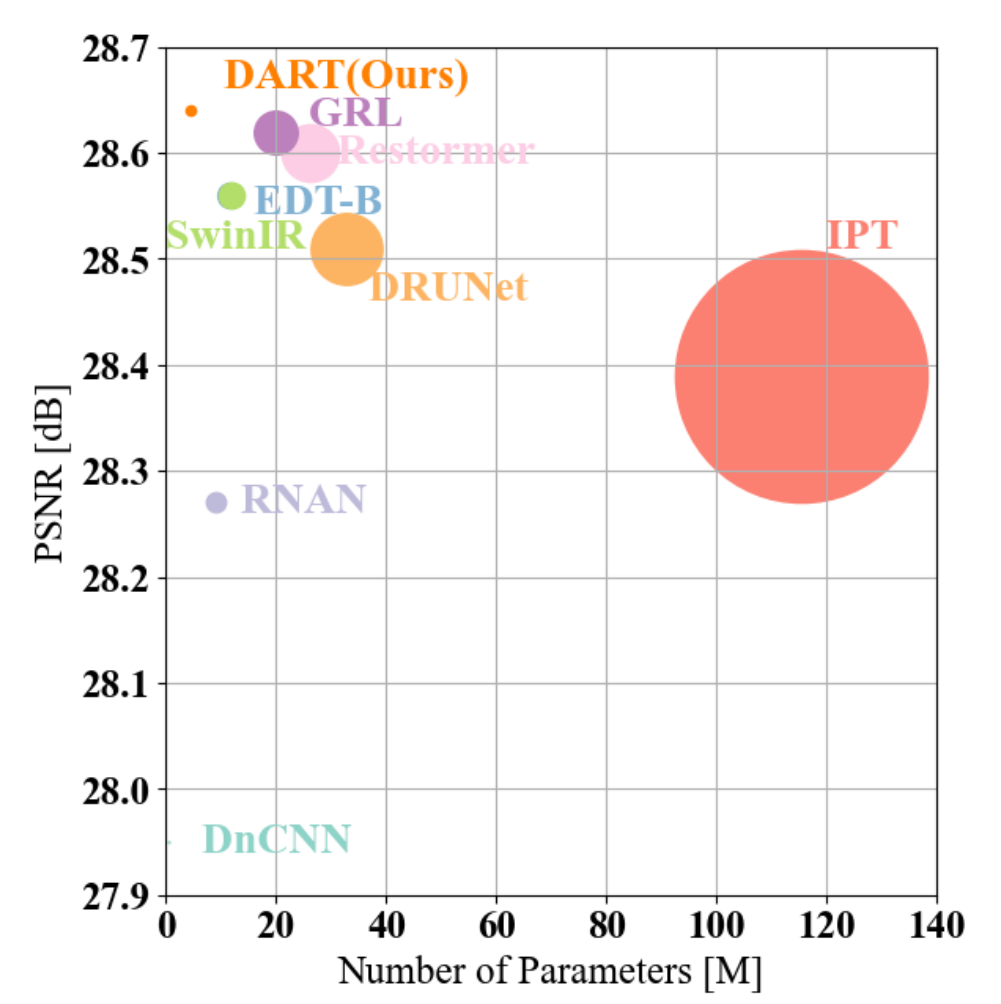 28.7
DART(Ours)
GRL
28.6
Restormer
EDT-B
SwinIR
IPT
28.5
DRUNet
28.4
PSNR [dB]
28.3
RNAN
28.2
28.1
28.0
DnCNN
27.9
0 20 40 60 80 100 120 140
Number of Parameters [M]